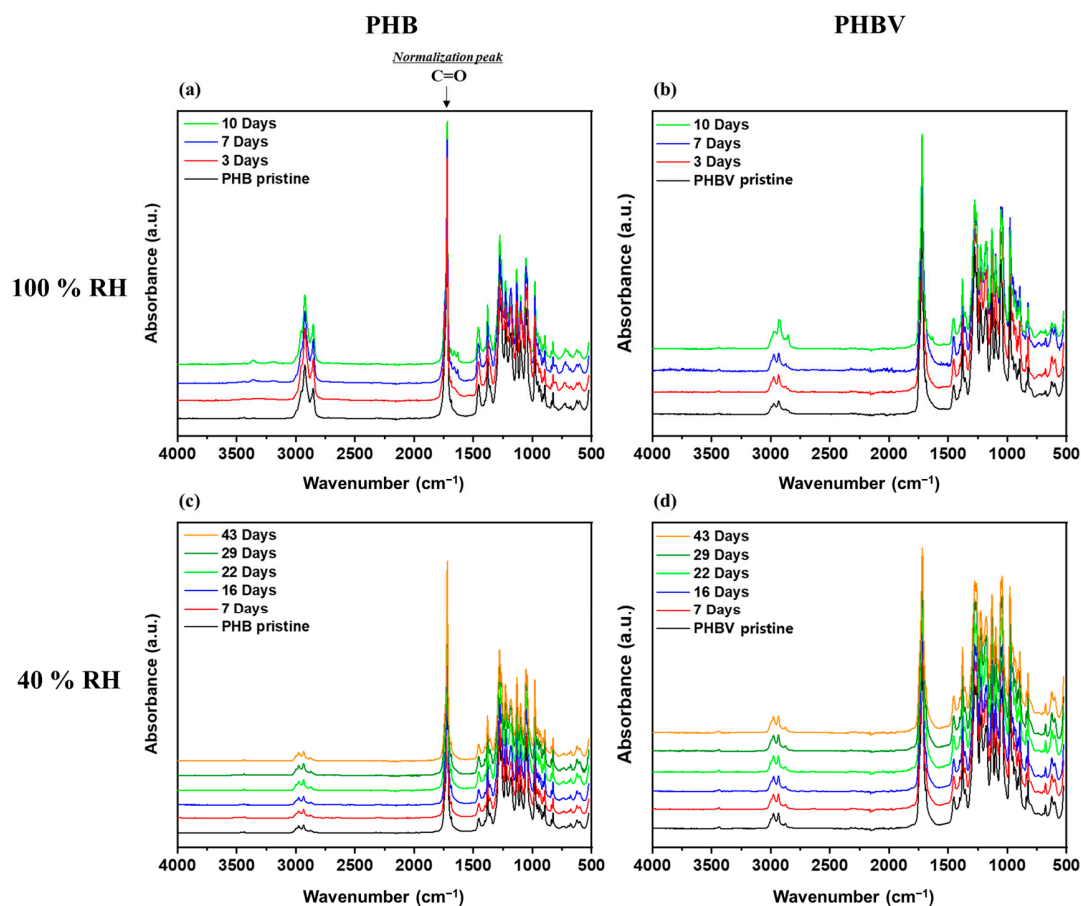 PHB
PHBV
Normalization peak
C=O
(a)
(b)
10 Days
7 Days
3 Days
PHB pristine
10 Days
7 Days
3 Days
PHBV pristine
100 % RH
Absorbance (a.u.)
Absorbance (a.u.)
4000 3500 3000 2500 2000 1500 1000 500
4000 3500 3000 2500 2000 1500 1000 500
Wavenumber (cm⁻¹)
Wavenumber (cm⁻¹)
(c)
(d)
43 Days
29 Days
22 Days
16 Days
7 Days
PHB pristine
43 Days
29 Days
22 Days
16 Days
7 Days
PHBV pristine
40 % RH
Absorbance (a.u.)
Absorbance (a.u.)
4000 3500 3000 2500 2000 1500 1000 500
4000 3500 3000 2500 2000 1500 1000 500
Wavenumber (cm⁻¹)
Wavenumber (cm⁻¹)